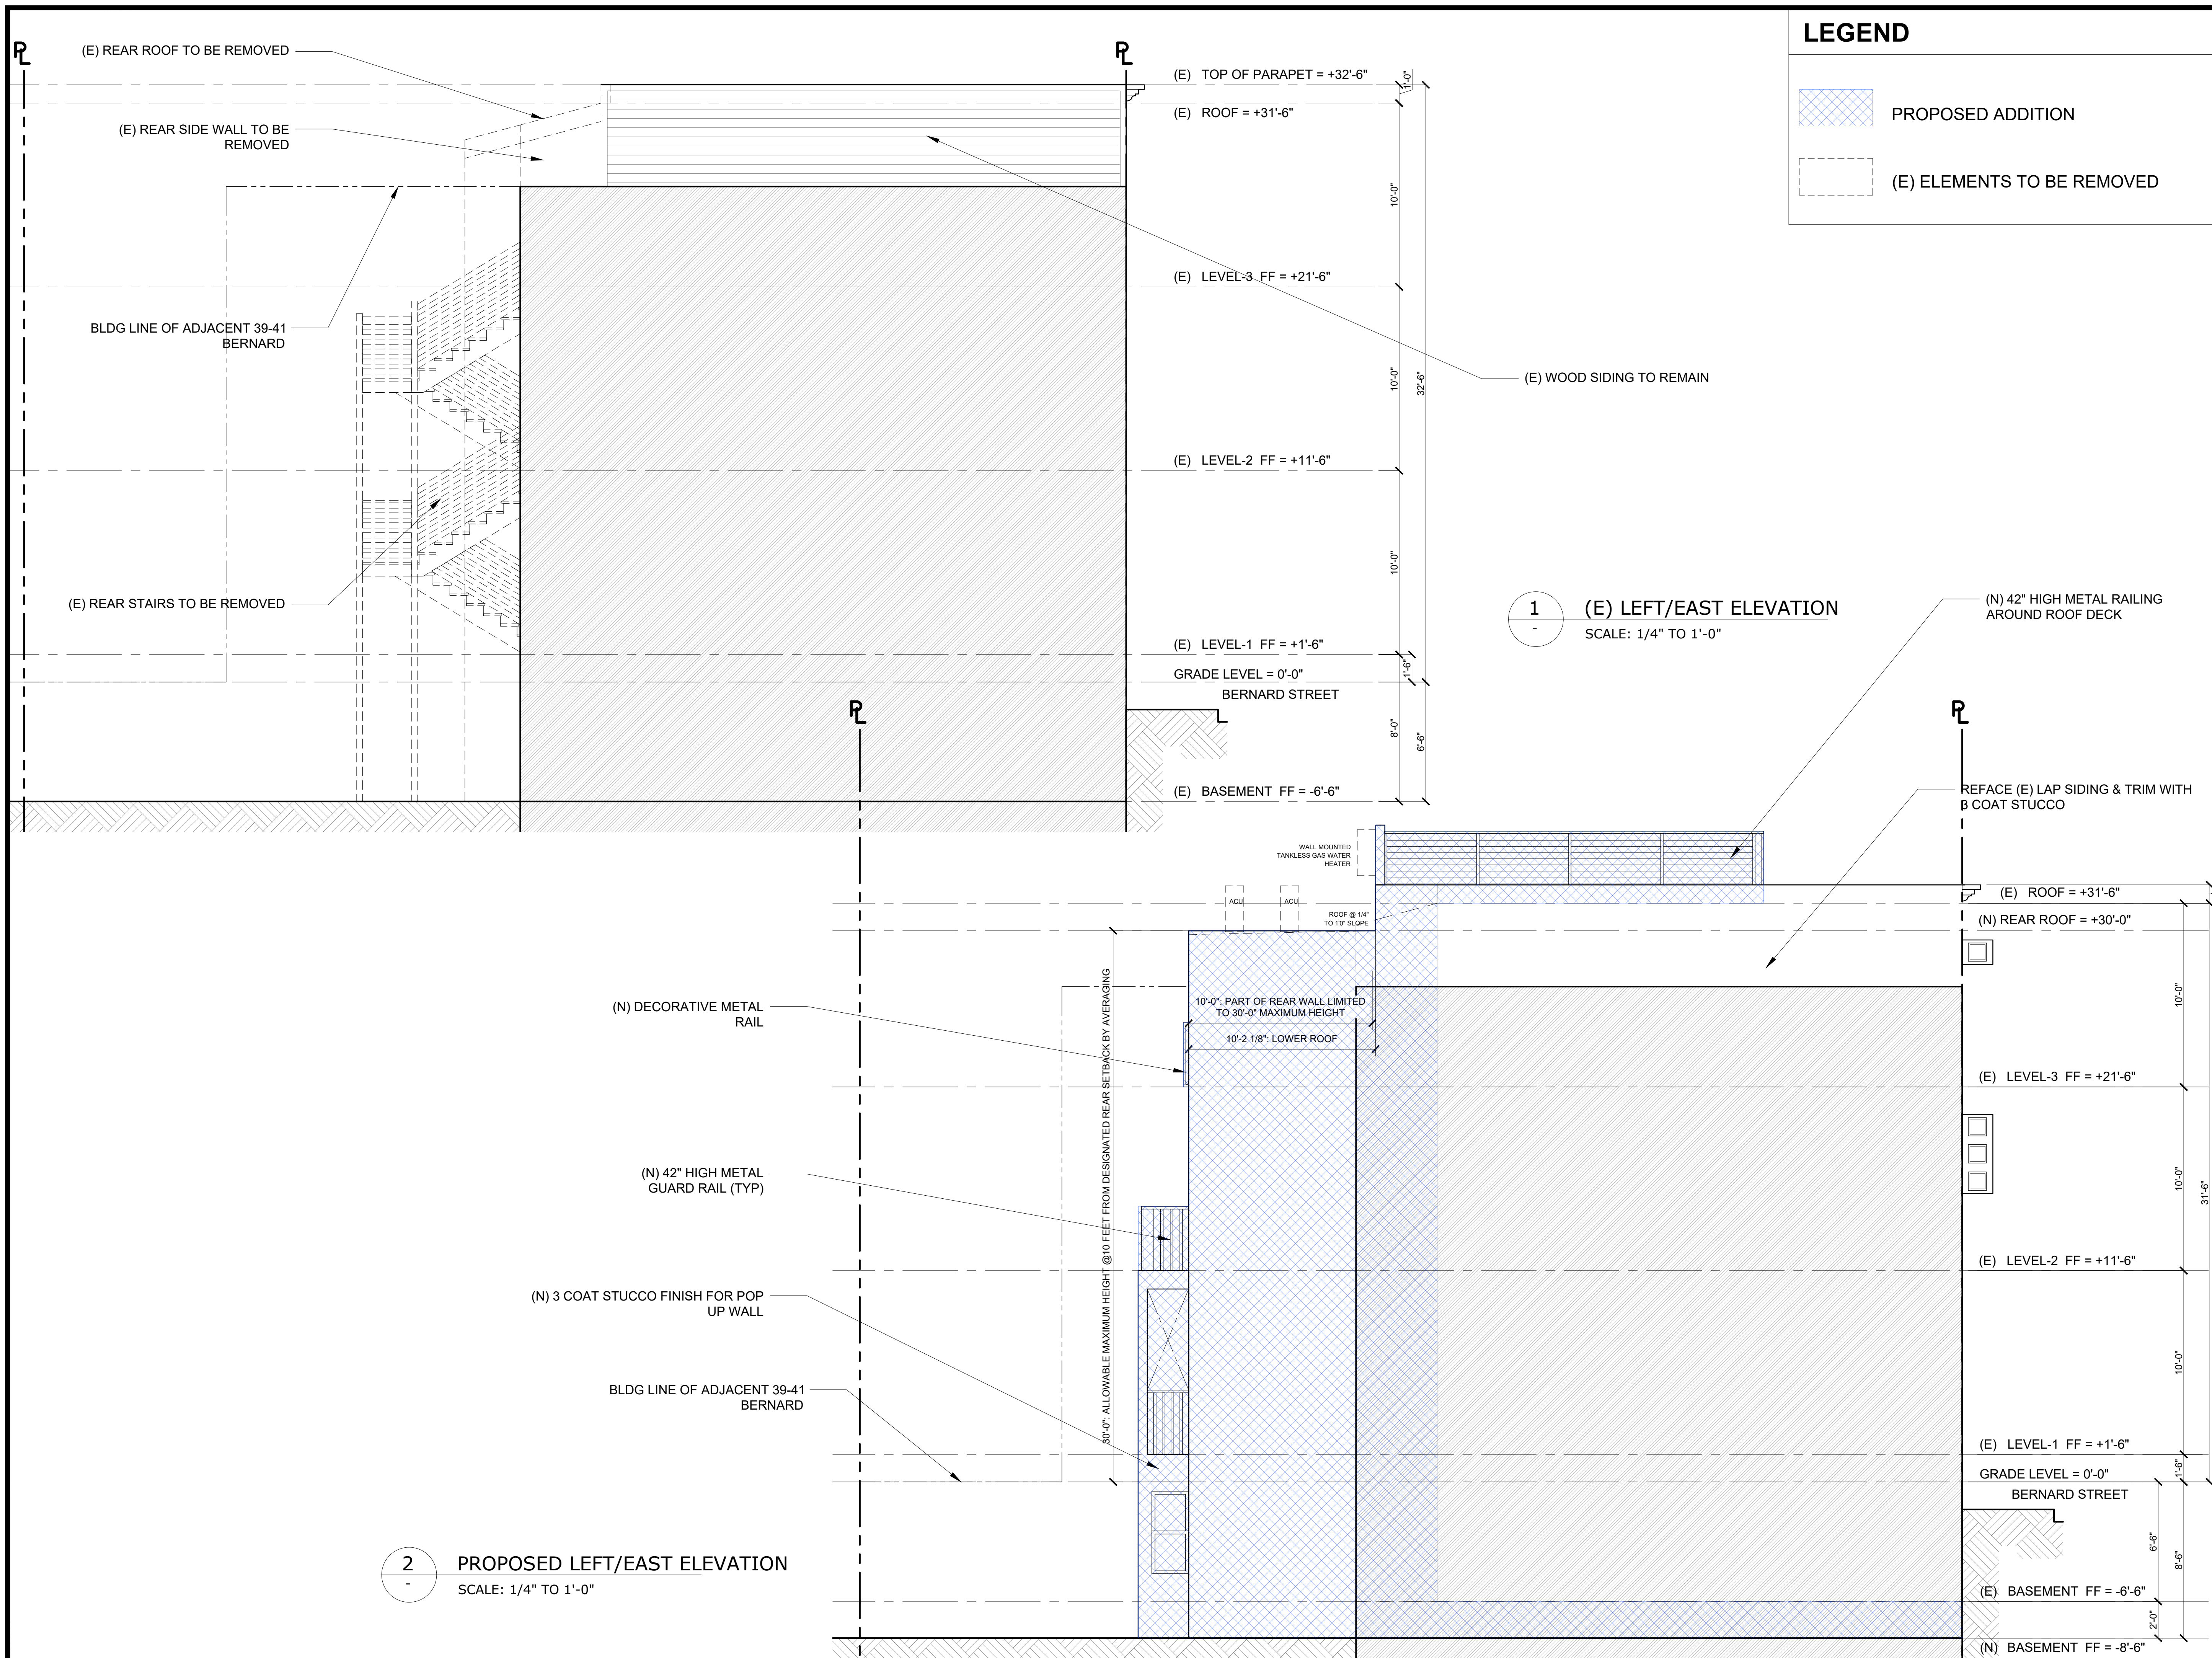 LEGEND
PROPOSED ADDITION
(E) ELEMENTS TO BE REMOVED
PL
PL
(E) REAR ROOF TO BE REMOVED
(E) REAR SIDE WALL TO BE
REMOVED
BLDG LINE OF ADJACENT 39-41
BERNARD
(E) REAR STAIRS TO BE REMOVED
(E) TOP OF PARAPET = +32'-6"
(E) ROOF = +31'-6"
(E) LEVEL-3 FF = +21'-6"
(E) LEVEL-2 FF = +11'-6"
(E) LEVEL-1 FF = +1'-6"
GRADE LEVEL = 0'-0"
BERNARD STREET
(E) BASEMENT FF = -6'-6"
1'-0"
10'-0"
10'-0"
32'-6"
10'-0"
1'-6"
8'-0"
6'-6"
(E) WOOD SIDING TO REMAIN
1
-
(E) LEFT/EAST ELEVATION
SCALE: 1/4" TO 1'-0"
(N) 42" HIGH METAL RAILING
AROUND ROOF DECK
PL
PL
REFACE (E) LAP SIDING & TRIM WITH
3 COAT STUCCO
WALL MOUNTED
TANKLESS GAS WATER
HEATER
ACU
ACU
ROOF @ 1/4"
TO 1'0" SLOPE
(E) ROOF = +31'-6"
(N) REAR ROOF = +30'-0"
10'-0": PART OF REAR WALL LIMITED
TO 30'-0" MAXIMUM HEIGHT
10'-2 1/8": LOWER ROOF
30'-0": ALLOWABLE MAXIMUM HEIGHT @10 FEET FROM DESIGNATED REAR SETBACK BY AVERAGING
(N) DECORATIVE METAL
RAIL
(N) 42" HIGH METAL
GUARD RAIL (TYP)
(N) 3 COAT STUCCO FINISH FOR POP
UP WALL
BLDG LINE OF ADJACENT 39-41
BERNARD
(E) LEVEL-3 FF = +21'-6"
(E) LEVEL-2 FF = +11'-6"
(E) LEVEL-1 FF = +1'-6"
GRADE LEVEL = 0'-0"
BERNARD STREET
(E) BASEMENT FF = -6'-6"
(N) BASEMENT FF = -8'-6"
10'-0"
10'-0"
31'-6"
10'-0"
1'-6"
6'-6"
8'-6"
2'-0"
2
-
PROPOSED LEFT/EAST ELEVATION
SCALE: 1/4" TO 1'-0"